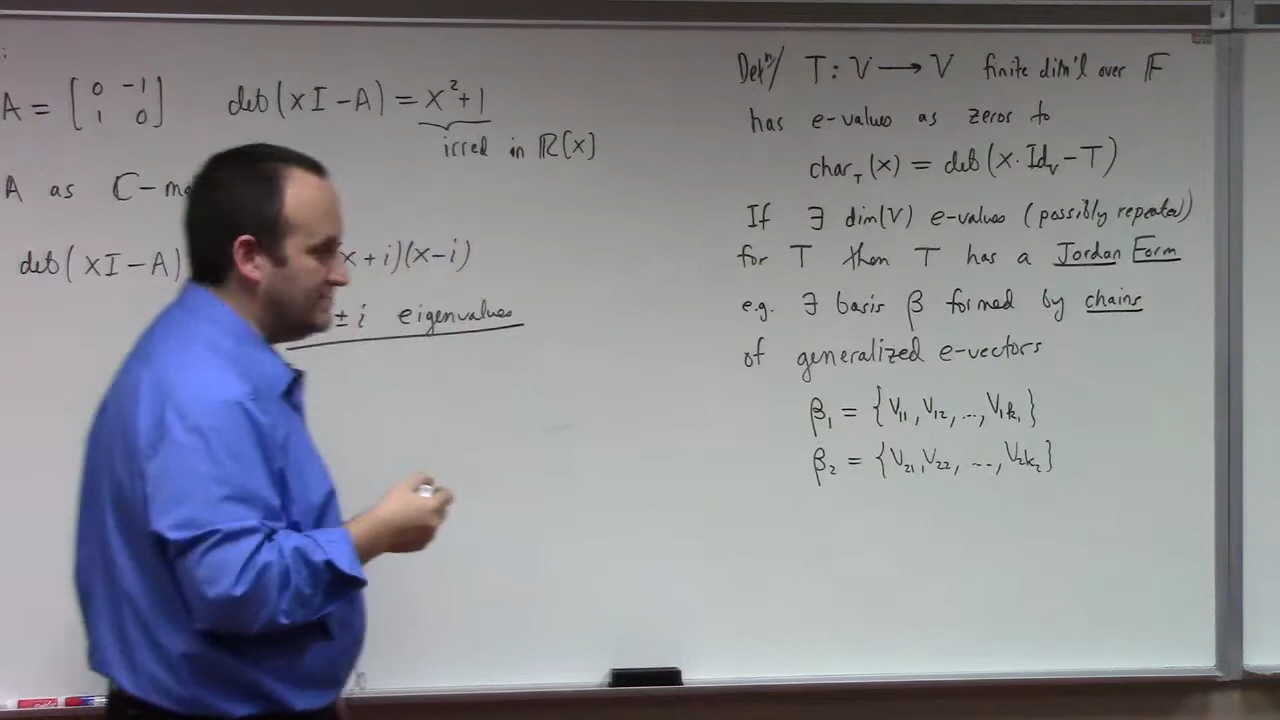 :
A = [0 -1 1 0] det(xI - A) = x² + 1
irred in ℝ[x]
A as ℂ-
det(xI - A) x + i)(x - i)
± i eigenvalues
Defⁿ/ T : V ⟶ V finite dim'l over 𝔽
has e-values as zeros to
char_T(x) = det(x · Id_V - T)
If ∃ dim(V) e-values (possibly repeated)
for T then T has a Jordan Form
e.g. ∃ basis β formed by chains
of generalized e-vectors
β₁ = {V₁₁, V₁₂, ..., V₁k₁}
β₂ = {V₂₁, V₂₂, ..., V₂k₂}